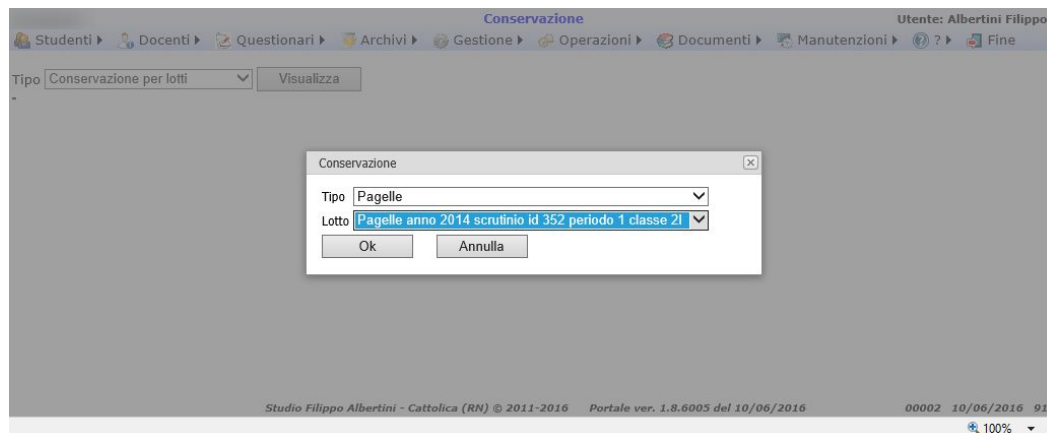 Conservazione Utente: Albertini Filippo
Studenti Docenti Questionari Archivi Gestione Operazioni Documenti Manutenzioni ? Fine
Tipo Conservazione per lotti Visualizza
-
Conservazione
Tipo Pagelle
Lotto Pagelle anno 2014 scrutinio id 352 periodo 1 classe 2I
Ok Annulla
Studio Filippo Albertini - Cattolica (RN) © 2011-2016 Portale ver. 1.8.6005 del 10/06/2016 00002 10/06/2016 91
100%